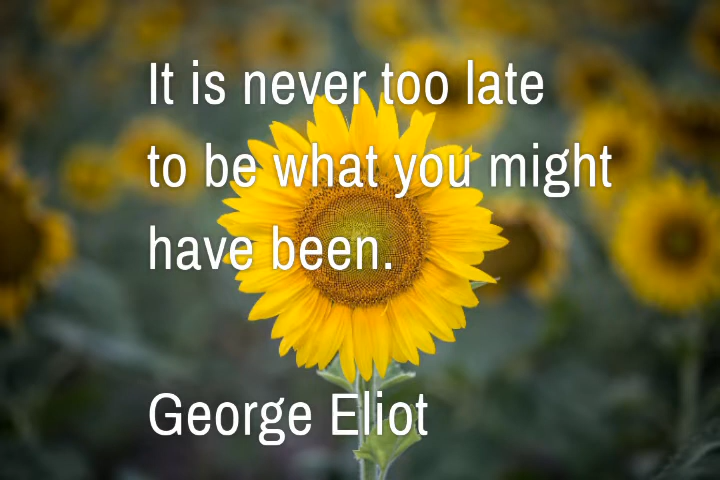 It is never too late
to be what you might
have been.
George Eliot